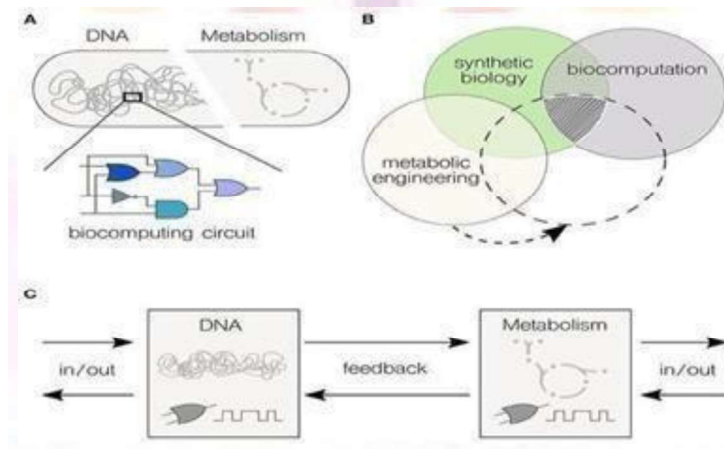 A
DNA
Metabolism
biocomputing circuit
B
synthetic
biology
biocomputation
metabolic
engineering
C
DNA
Metabolism
in/out
feedback
in/out